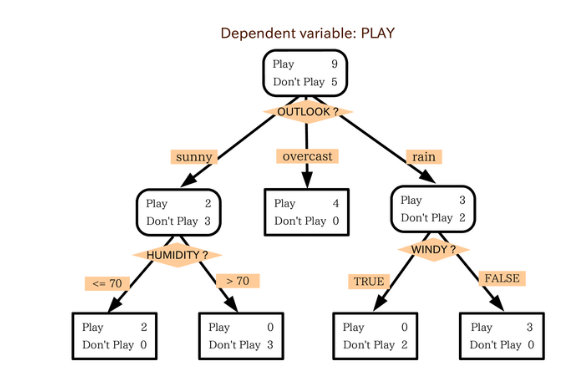 Dependent variable: PLAY
Play 9
Don't Play 5
OUTLOOK ?
sunny
overcast
rain
Play 2
Don't Play 3
Play 4
Don't Play 0
Play 3
Don't Play 2
HUMIDITY ?
WINDY ?
<= 70
> 70
TRUE
FALSE
Play 2
Don't Play 0
Play 0
Don't Play 3
Play 0
Don't Play 2
Play 3
Don't Play 0